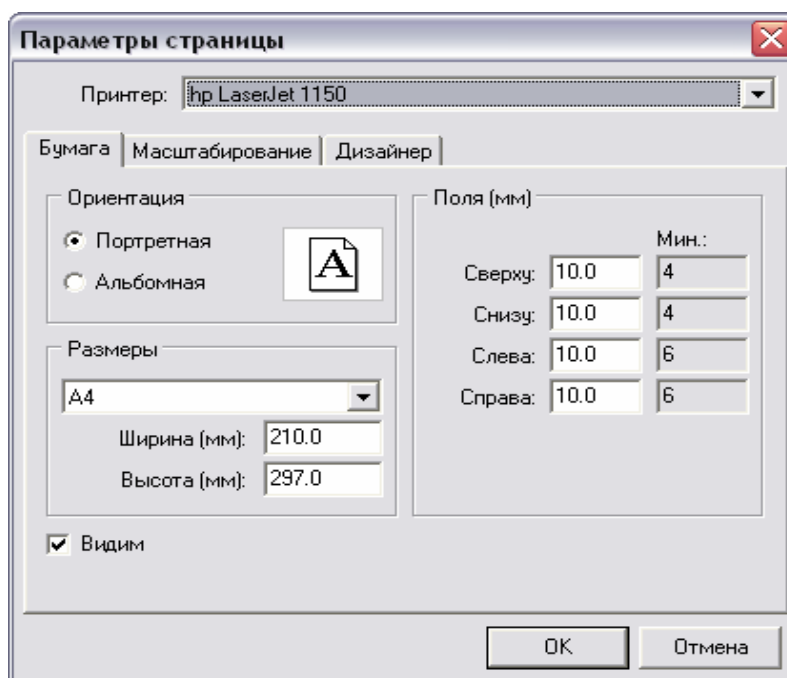 Параметры страницы
Принтер: hp LaserJet 1150
Бумага Масштабирование Дизайнер
Ориентация
Портретная
A
Альбомная
Размеры
A4
Ширина (мм): 210.0
Высота (мм): 297.0
Поля (мм)
Мин.:
Сверху: 10.0 4
Снизу: 10.0 4
Слева: 10.0 6
Справа: 10.0 6
Видим
OK Отмена